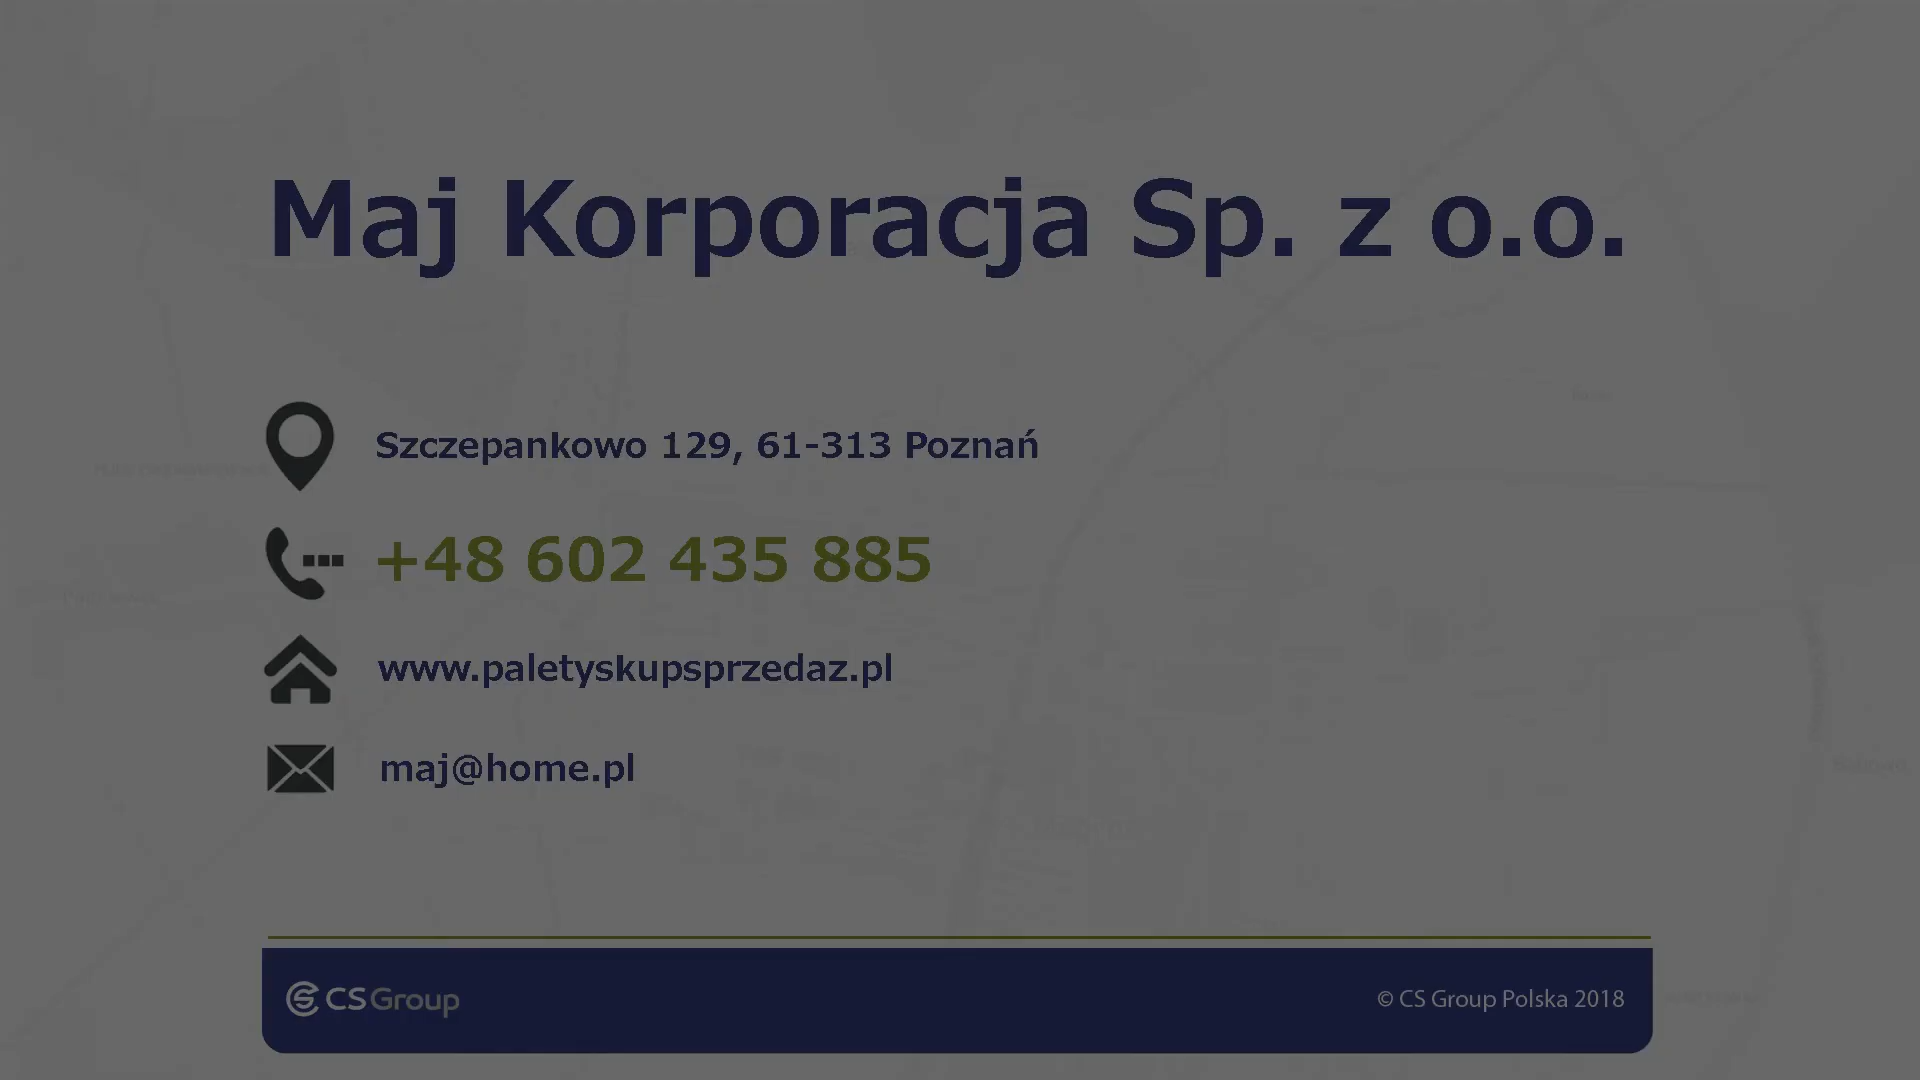 Maj Korporacja Sp. z o.o.
Szczepankowo 129, 61-313 Poznań
+48 602 435 885
www.paletyskupsprzedaz.pl
maj@home.pl
CS Group
© CS Group Polska 2018